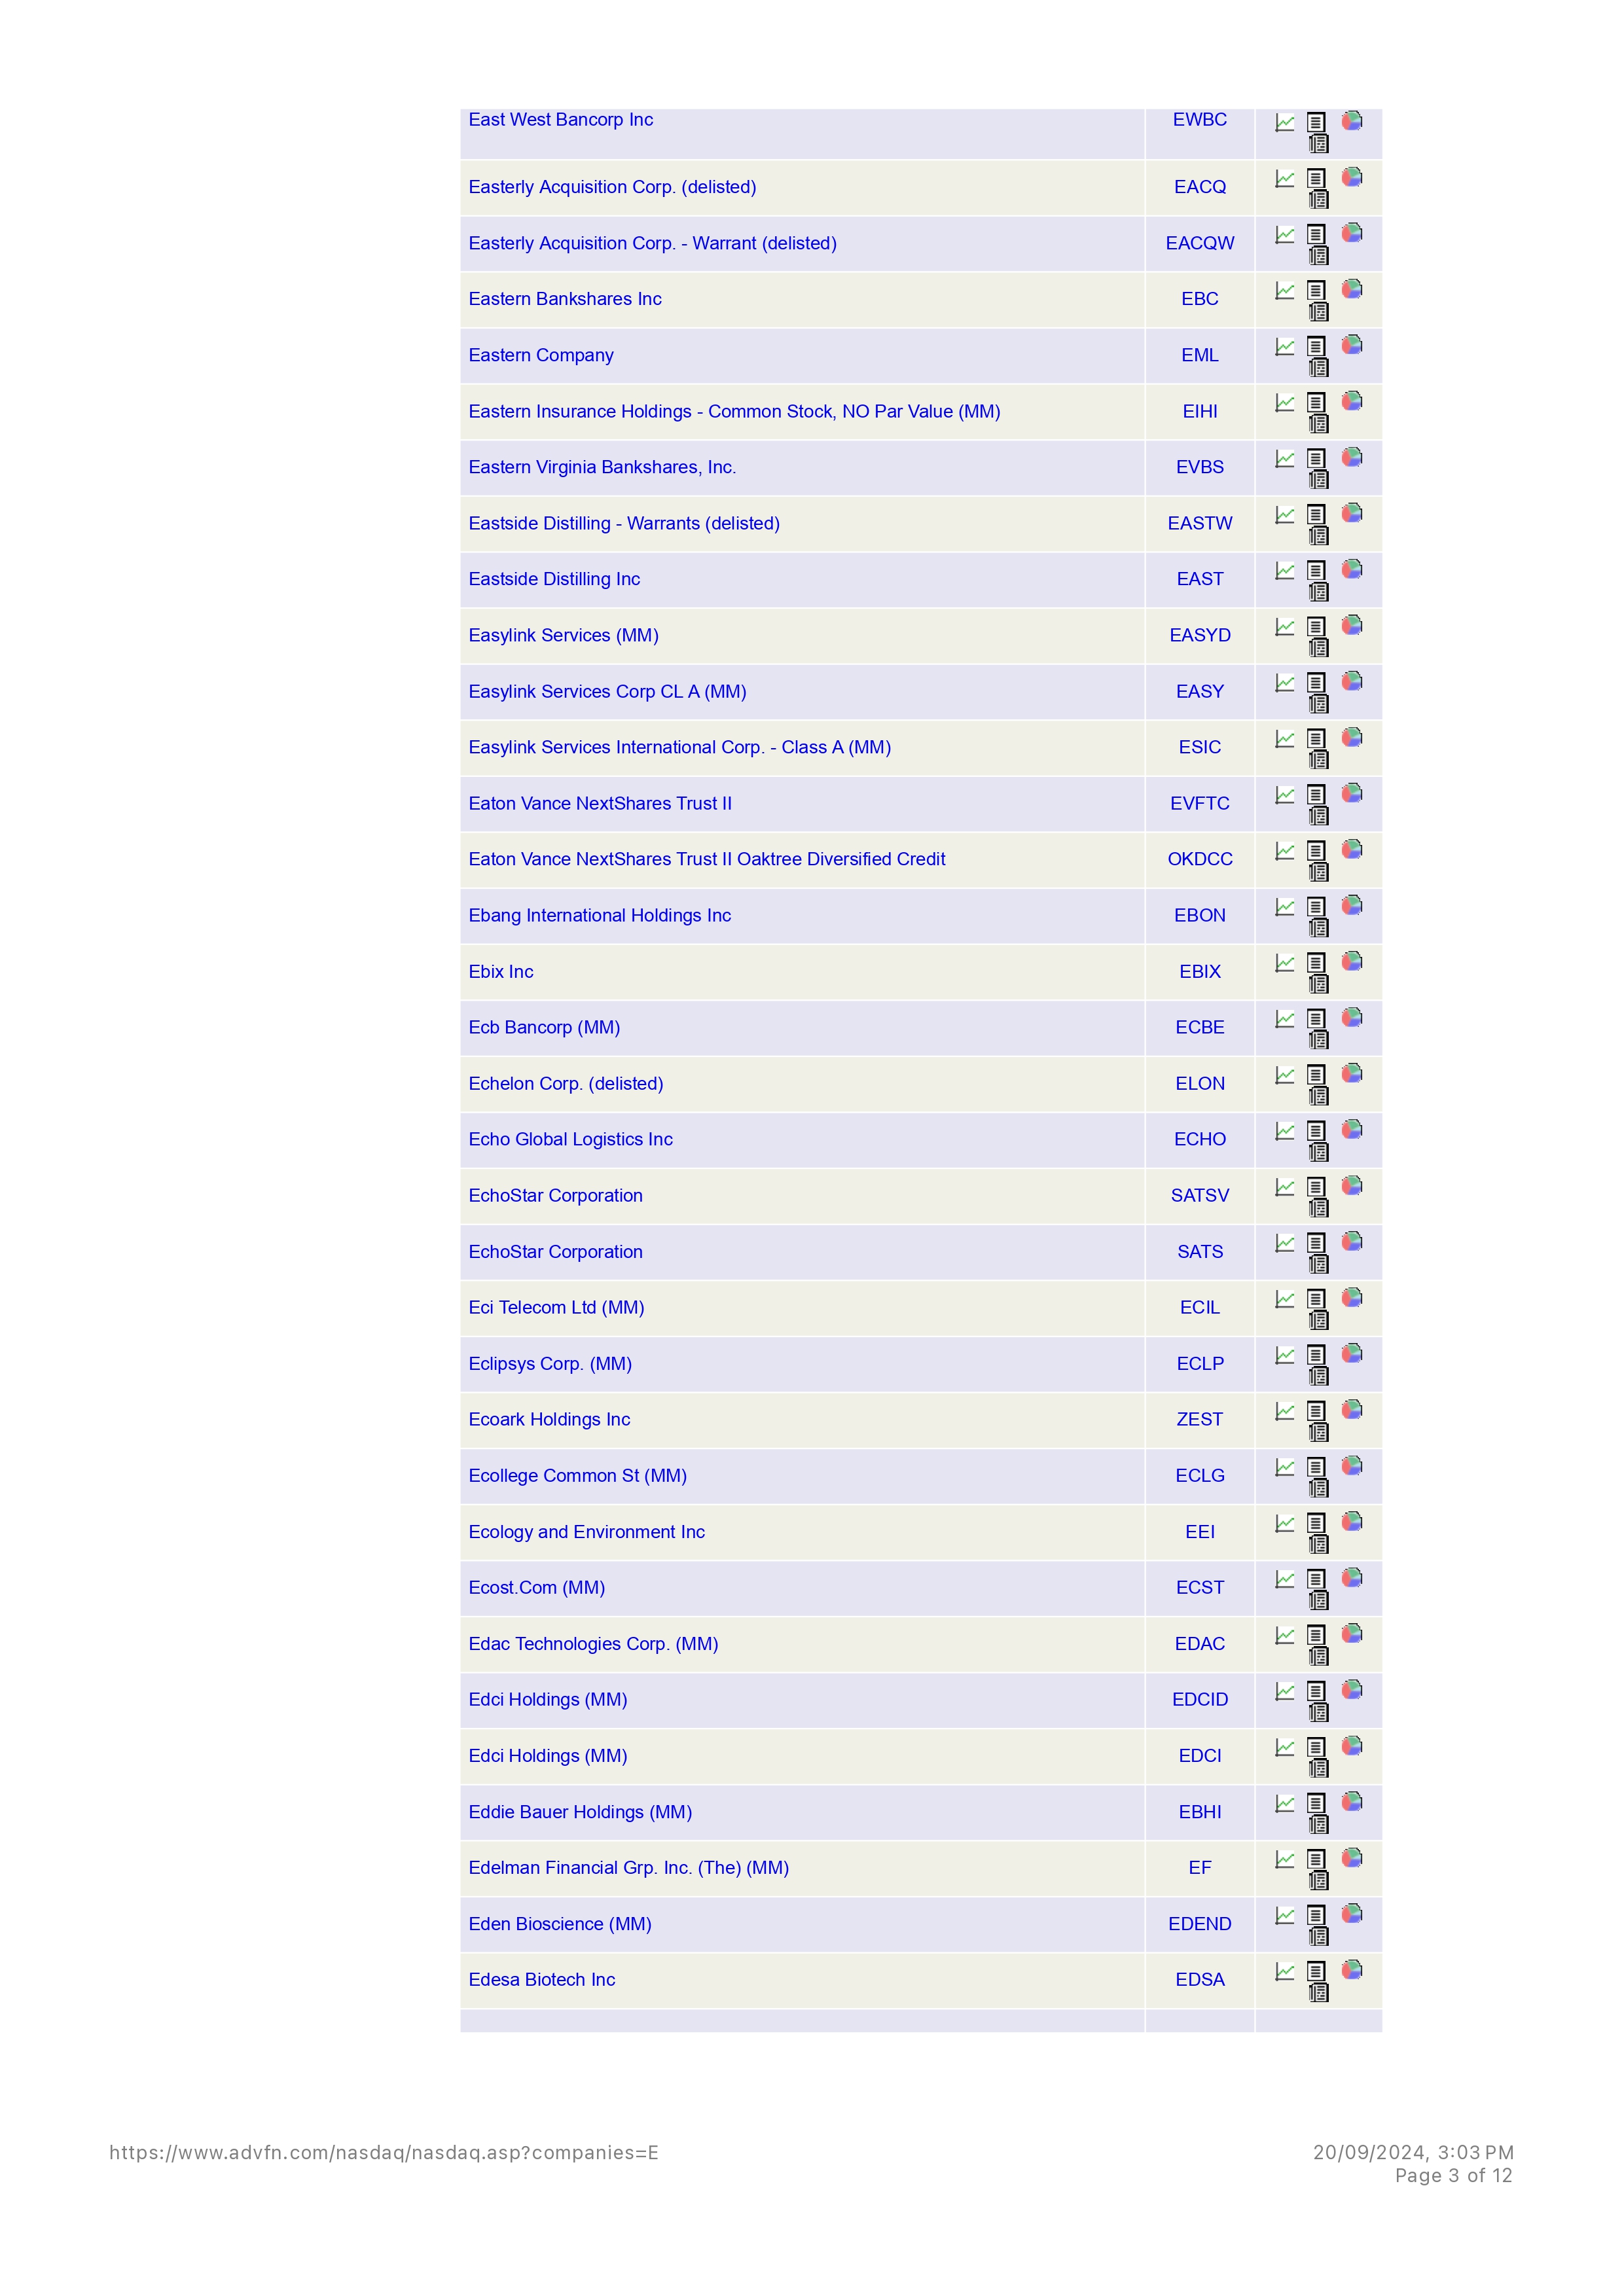 East West Bancorp Inc EWBC
Easterly Acquisition Corp. (delisted) EACQ
Easterly Acquisition Corp. - Warrant (delisted) EACQW
Eastern Bankshares Inc EBC
Eastern Company EML
Eastern Insurance Holdings - Common Stock, NO Par Value (MM) EIHI
Eastern Virginia Bankshares, Inc. EVBS
Eastside Distilling - Warrants (delisted) EASTW
Eastside Distilling Inc EAST
Easylink Services (MM) EASYD
Easylink Services Corp CL A (MM) EASY
Easylink Services International Corp. - Class A (MM) ESIC
Eaton Vance NextShares Trust II EVFTC
Eaton Vance NextShares Trust II Oaktree Diversified Credit OKDCC
Ebang International Holdings Inc EBON
Ebix Inc EBIX
Ecb Bancorp (MM) ECBE
Echelon Corp. (delisted) ELON
Echo Global Logistics Inc ECHO
EchoStar Corporation SATSV
EchoStar Corporation SATS
Eci Telecom Ltd (MM) ECIL
Eclipsys Corp. (MM) ECLP
Ecoark Holdings Inc ZEST
Ecollege Common St (MM) ECLG
Ecology and Environment Inc EEI
Ecost.Com (MM) ECST
Edac Technologies Corp. (MM) EDAC
Edci Holdings (MM) EDCID
Edci Holdings (MM) EDCI
Eddie Bauer Holdings (MM) EBHI
Edelman Financial Grp. Inc. (The) (MM) EF
Eden Bioscience (MM) EDEND
Edesa Biotech Inc EDSA
https://www.advfn.com/nasdaq/nasdaq.asp?companies=E 20/09/2024, 3:03 PM
Page 3 of 12